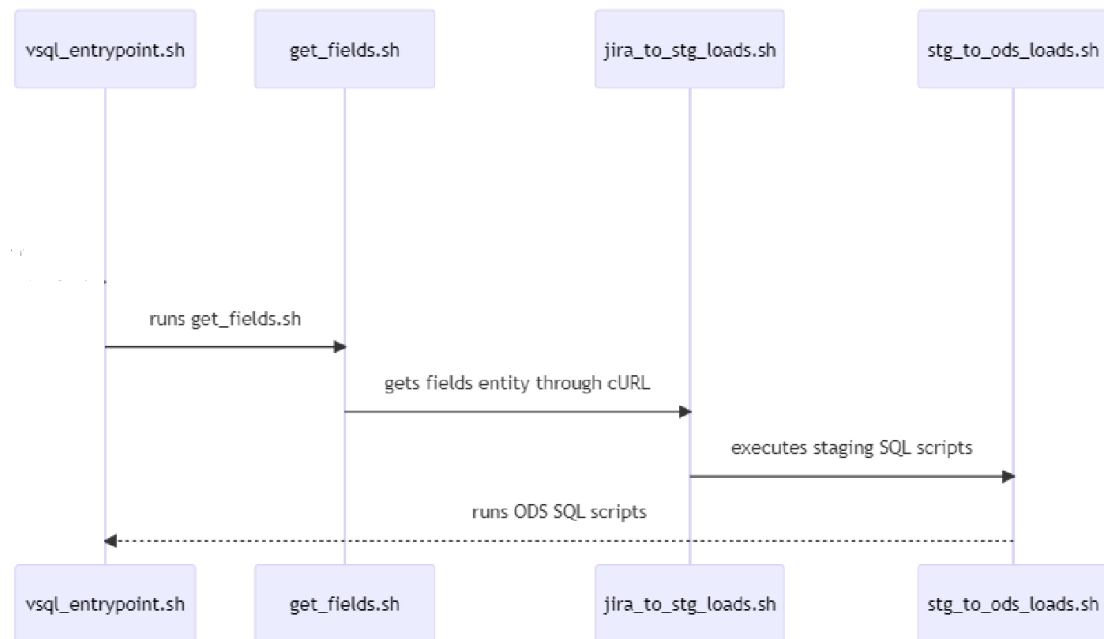 vsql_entrypoint.sh
get_fields.sh
jira_to_stg_loads.sh
stg_to_ods_loads.sh
runs get_fields.sh
gets fields entity through cURL
executes staging SQL scripts
runs ODS SQL scripts
vsql_entrypoint.sh
get_fields.sh
jira_to_stg_loads.sh
stg_to_ods_loads.sh